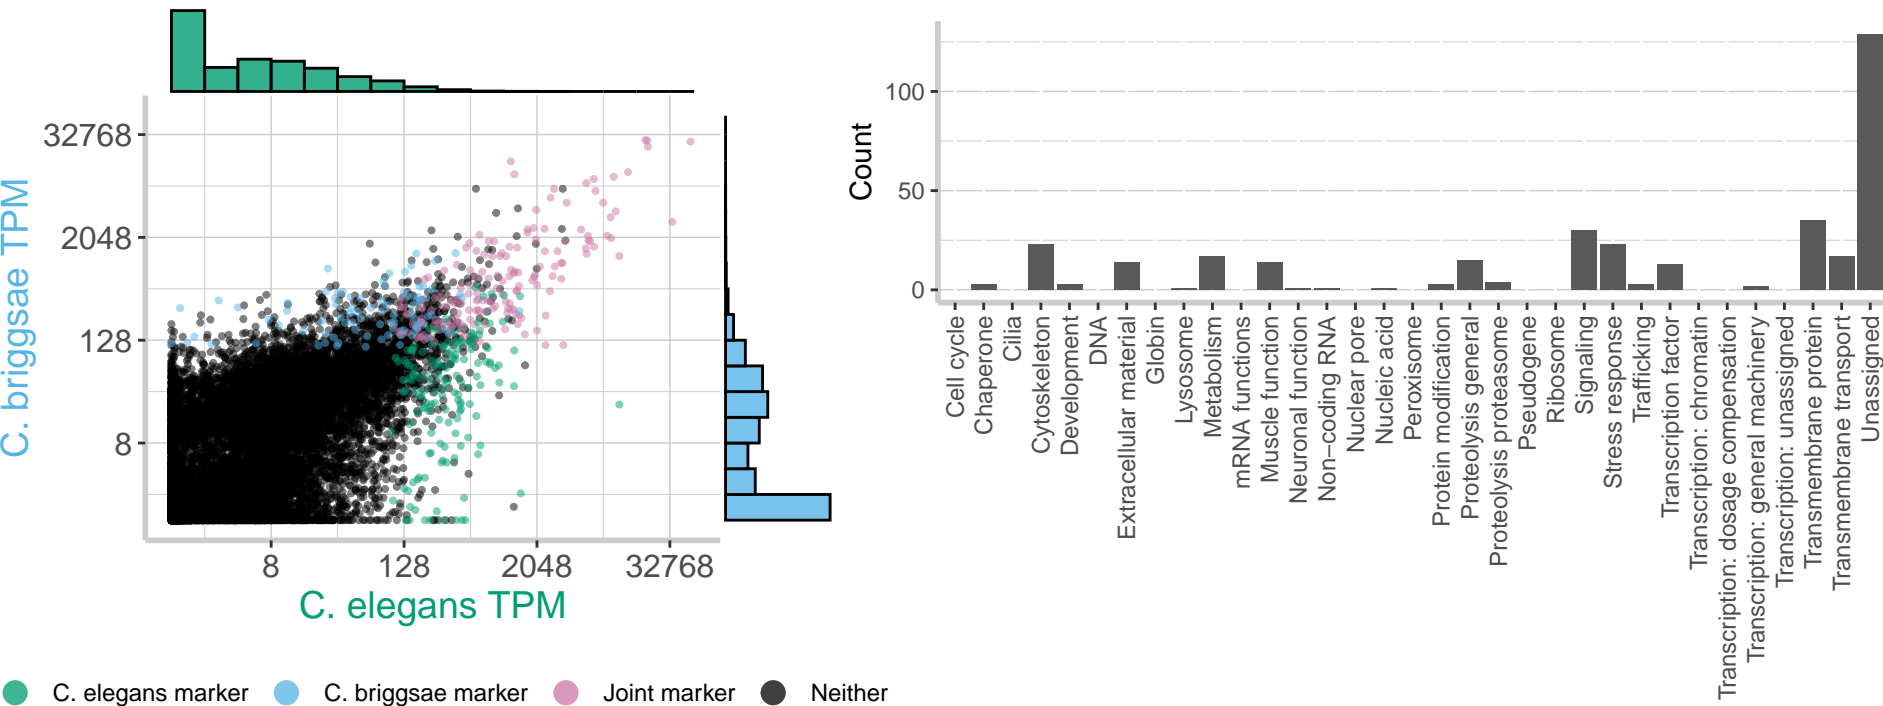 32768
2048
128
8
C. briggsae TPM
8
128
2048
32768
C. elegans TPM
C. elegans marker
C. briggsae marker
Joint marker
Neither
Count
100
50
0
Cell cycle
Chaperone
Cilia
Cytoskeleton
Development
DNA
Extracellular material
Globin
Lysosome
Metabolism
mRNA functions
Muscle function
Neuronal function
Non−coding RNA
Nuclear pore
Nucleic acid
Peroxisome
Protein modification
Proteolysis general
Proteolysis proteasome
Pseudogene
Ribosome
Signaling
Stress response
Trafficking
Transcription factor
Transcription: chromatin
Transcription: dosage compensation
Transcription: general machinery
Transcription: unassigned
Transmembrane protein
Transmembrane transport
Unassigned